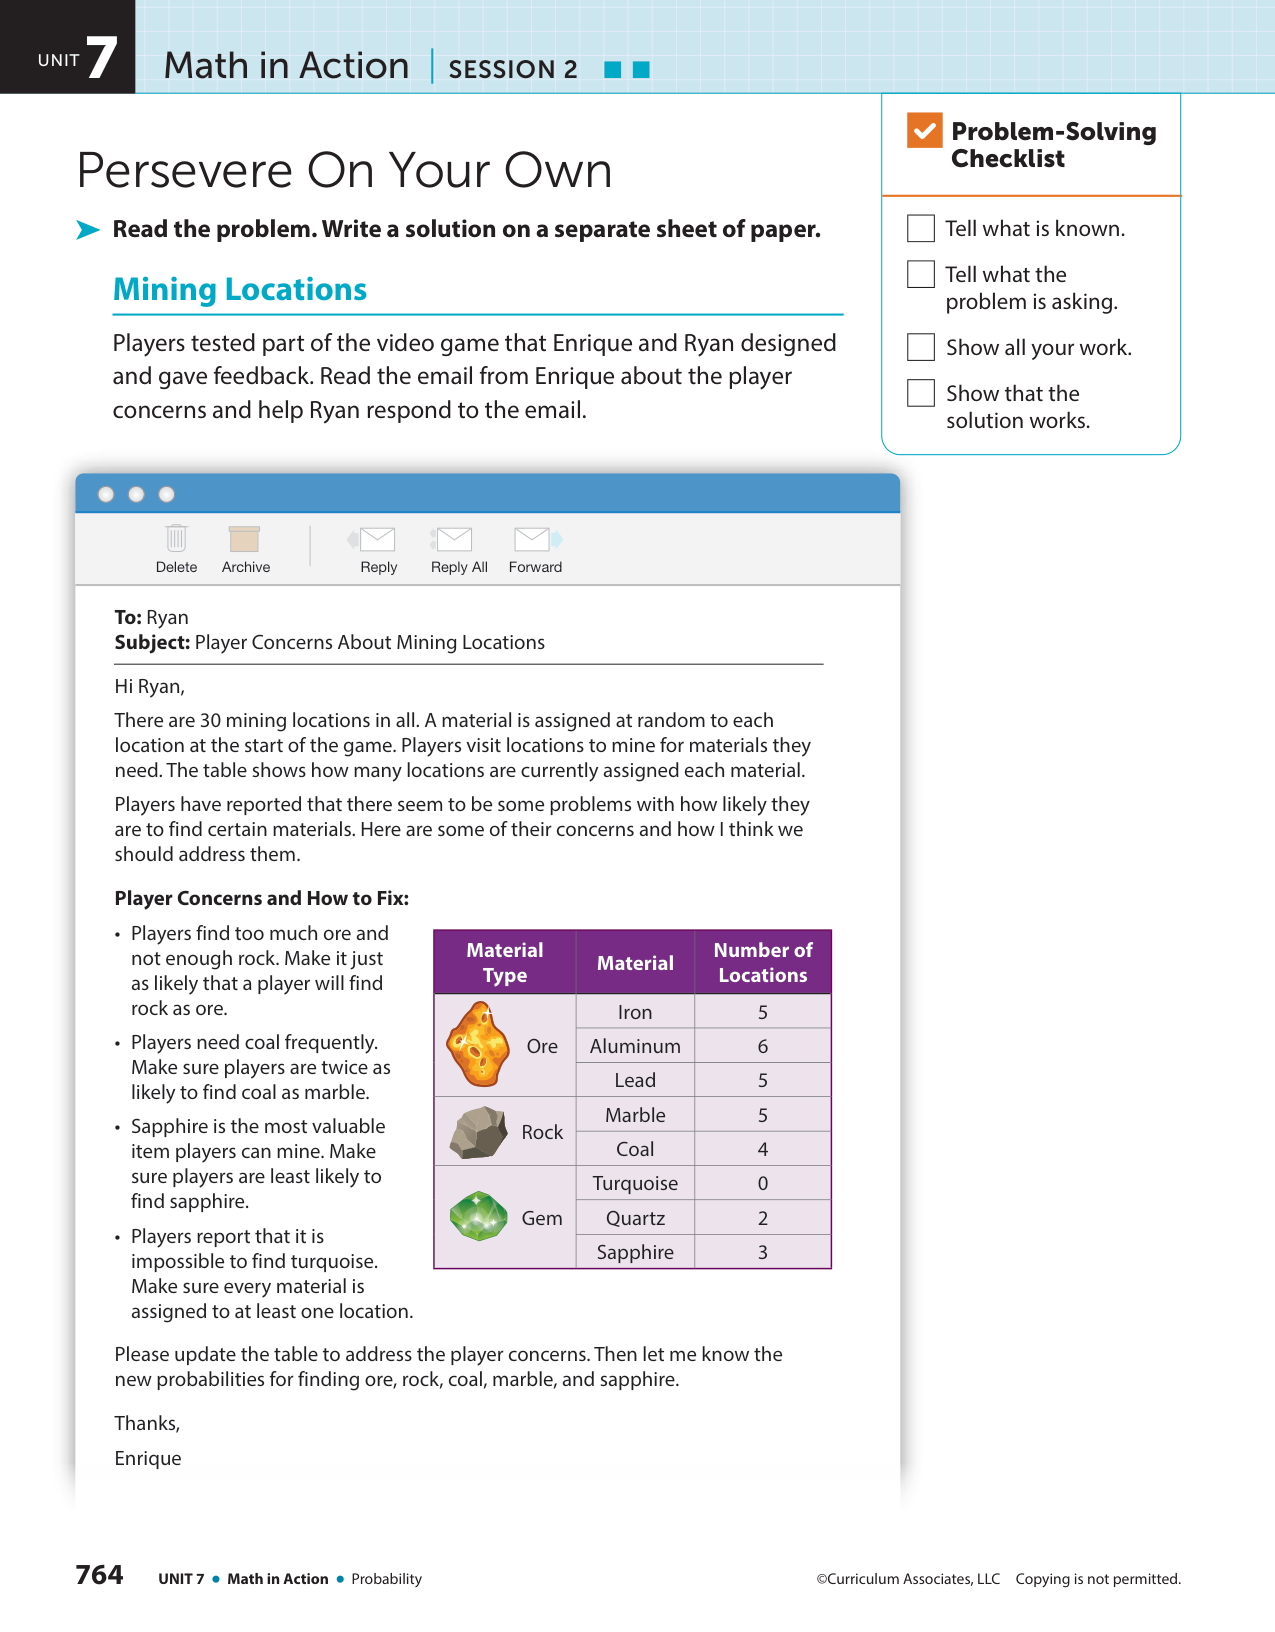 UNIT 7 Math in Action | SESSION 2
Persevere On Your Own
Read the problem. Write a solution on a separate sheet of paper.
Mining Locations
Players tested part of the video game that Enrique and Ryan designed
and gave feedback. Read the email from Enrique about the player
concerns and help Ryan respond to the email.
Problem-Solving
Checklist
Tell what is known.
Tell what the
problem is asking.
Show all your work.
Show that the
solution works.
Delete Archive Reply Reply All Forward
To: Ryan
Subject: Player Concerns About Mining Locations
Hi Ryan,
There are 30 mining locations in all. A material is assigned at random to each
location at the start of the game. Players visit locations to mine for materials they
need. The table shows how many locations are currently assigned each material.
Players have reported that there seem to be some problems with how likely they
are to find certain materials. Here are some of their concerns and how I think we
should address them.
Player Concerns and How to Fix:
• Players find too much ore and
not enough rock. Make it just
as likely that a player will find
rock as ore.
• Players need coal frequently.
Make sure players are twice as
likely to find coal as marble.
• Sapphire is the most valuable
item players can mine. Make
sure players are least likely to
find sapphire.
• Players report that it is
impossible to find turquoise.
Make sure every material is
assigned to at least one location.
Material
Type
Material
Number of
Locations
Ore
Iron 5
Aluminum 6
Lead 5
Rock
Marble 5
Coal 4
Gem
Turquoise 0
Quartz 2
Sapphire 3
Please update the table to address the player concerns. Then let me know the
new probabilities for finding ore, rock, coal, marble, and sapphire.
Thanks,
Enrique
764 UNIT 7 • Math in Action • Probability
©Curriculum Associates, LLC Copying is not permitted.